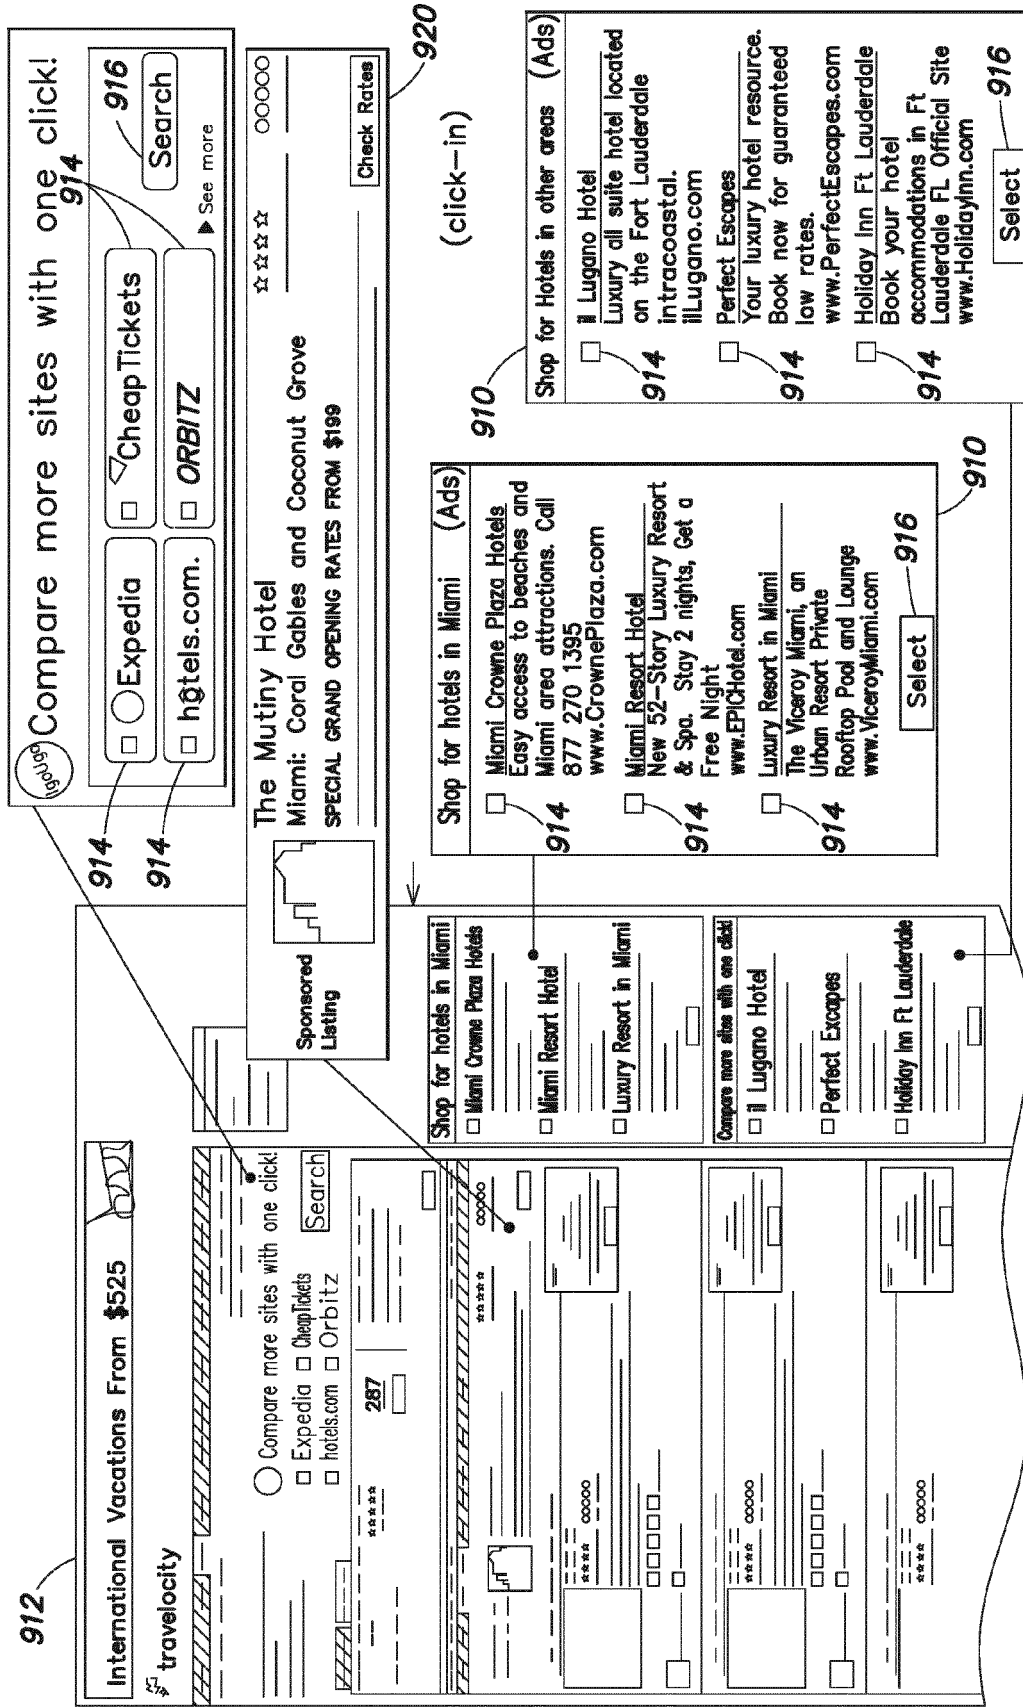 912
International Vacations From $525
travelocity
Compare more sites with one click!
Expedia
CheapTickets
hotels.com
Orbitz
Search
287
Shop for hotels in Miami
Miami Crowne Plaza Hotels
Miami Resort Hotel
Luxury Resort in Miami
Compare more sites with one click!
il Lugano Hotel
Perfect Excapes
Holiday Inn Ft Lauderdale
IgoUgo
Compare more sites with one click!
914
Expedia
CheapTickets
914
hotels.com.
ORBITZ
914
916
Search
See more
Sponsored
Listing
The Mutiny Hotel
Miami: Coral Gables and Coconut Grove
SPECIAL GRAND OPENING RATES FROM $199
Check Rates
920
(click-in)
Shop for hotels in Miami (Ads)
914
Miami Crowne Plaza Hotels
Easy access to beaches and
Miami area attractions. Call
877 270 1395
www.CrownePlaza.com
914
Miami Resort Hotel
New 52-Story Luxury Resort
& Spa. Stay 2 nights, Get a
Free Night
www.EPICHotel.com
914
Luxury Resort in Miami
The Viceroy Miami, an
Urban Resort Private
Rooftop Pool and Lounge
www.ViceroyMiami.com
Select
916
910
910
Shop for Hotels in other areas (Ads)
914
il Lugano Hotel
Luxury all suite hotel located
on the Fort Lauderdale
intracoastal.
ilLugano.com
914
Perfect Escapes
Your luxury hotel resource.
Book now for guaranteed
low rates.
www.PerfectEscapes.com
914
Holiday Inn Ft Lauderdale
Book your hotel
accommodations in Ft
Lauderdale FL Official Site
www.HolidayInn.com
Select
916